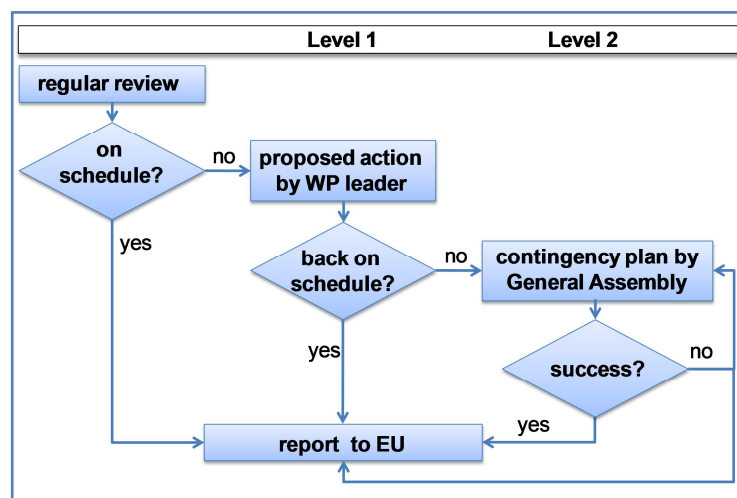 Level 1
Level 2
regular review
on
schedule?
no
proposed action
by WP leader
yes
back on
schedule?
no
contingency plan by
General Assembly
yes
success?
no
yes
report to EU